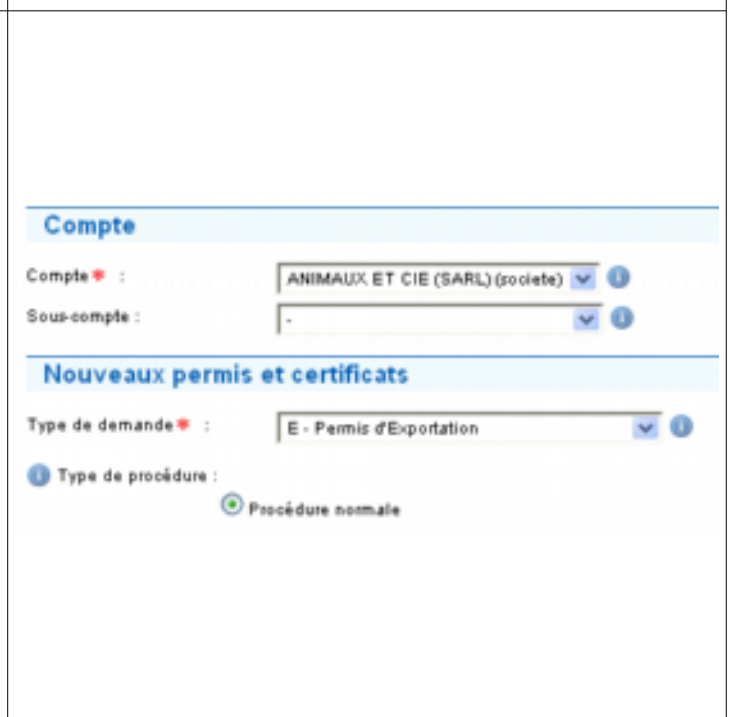 Compte
Compte* :
ANIMAUX ET CIE (SARL) (societe)
Sous-compte :
-
Nouveaux permis et certificats
Type de demande* :
E - Permis d'Exportation
Type de procédure :
Procédure normale